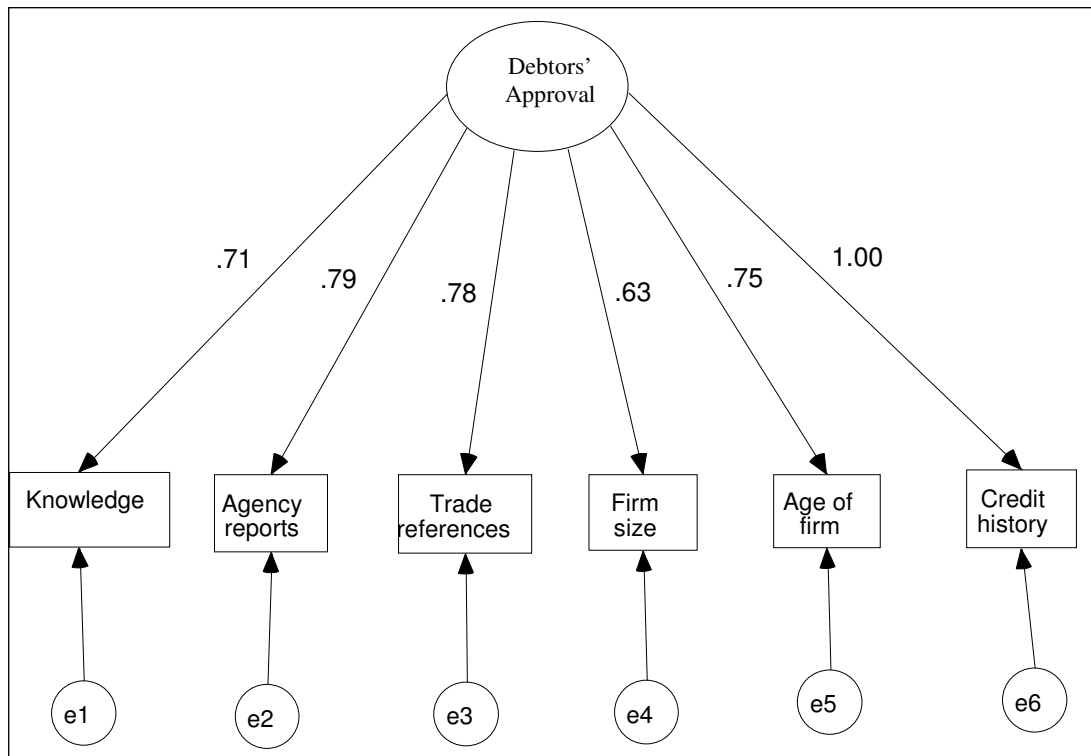 Debtors’
Approval
.71
.79
.78
.63
.75
1.00
Knowledge
Agency
reports
Trade
references
Firm
size
Age of
firm
Credit
history
e1
e2
e3
e4
e5
e6